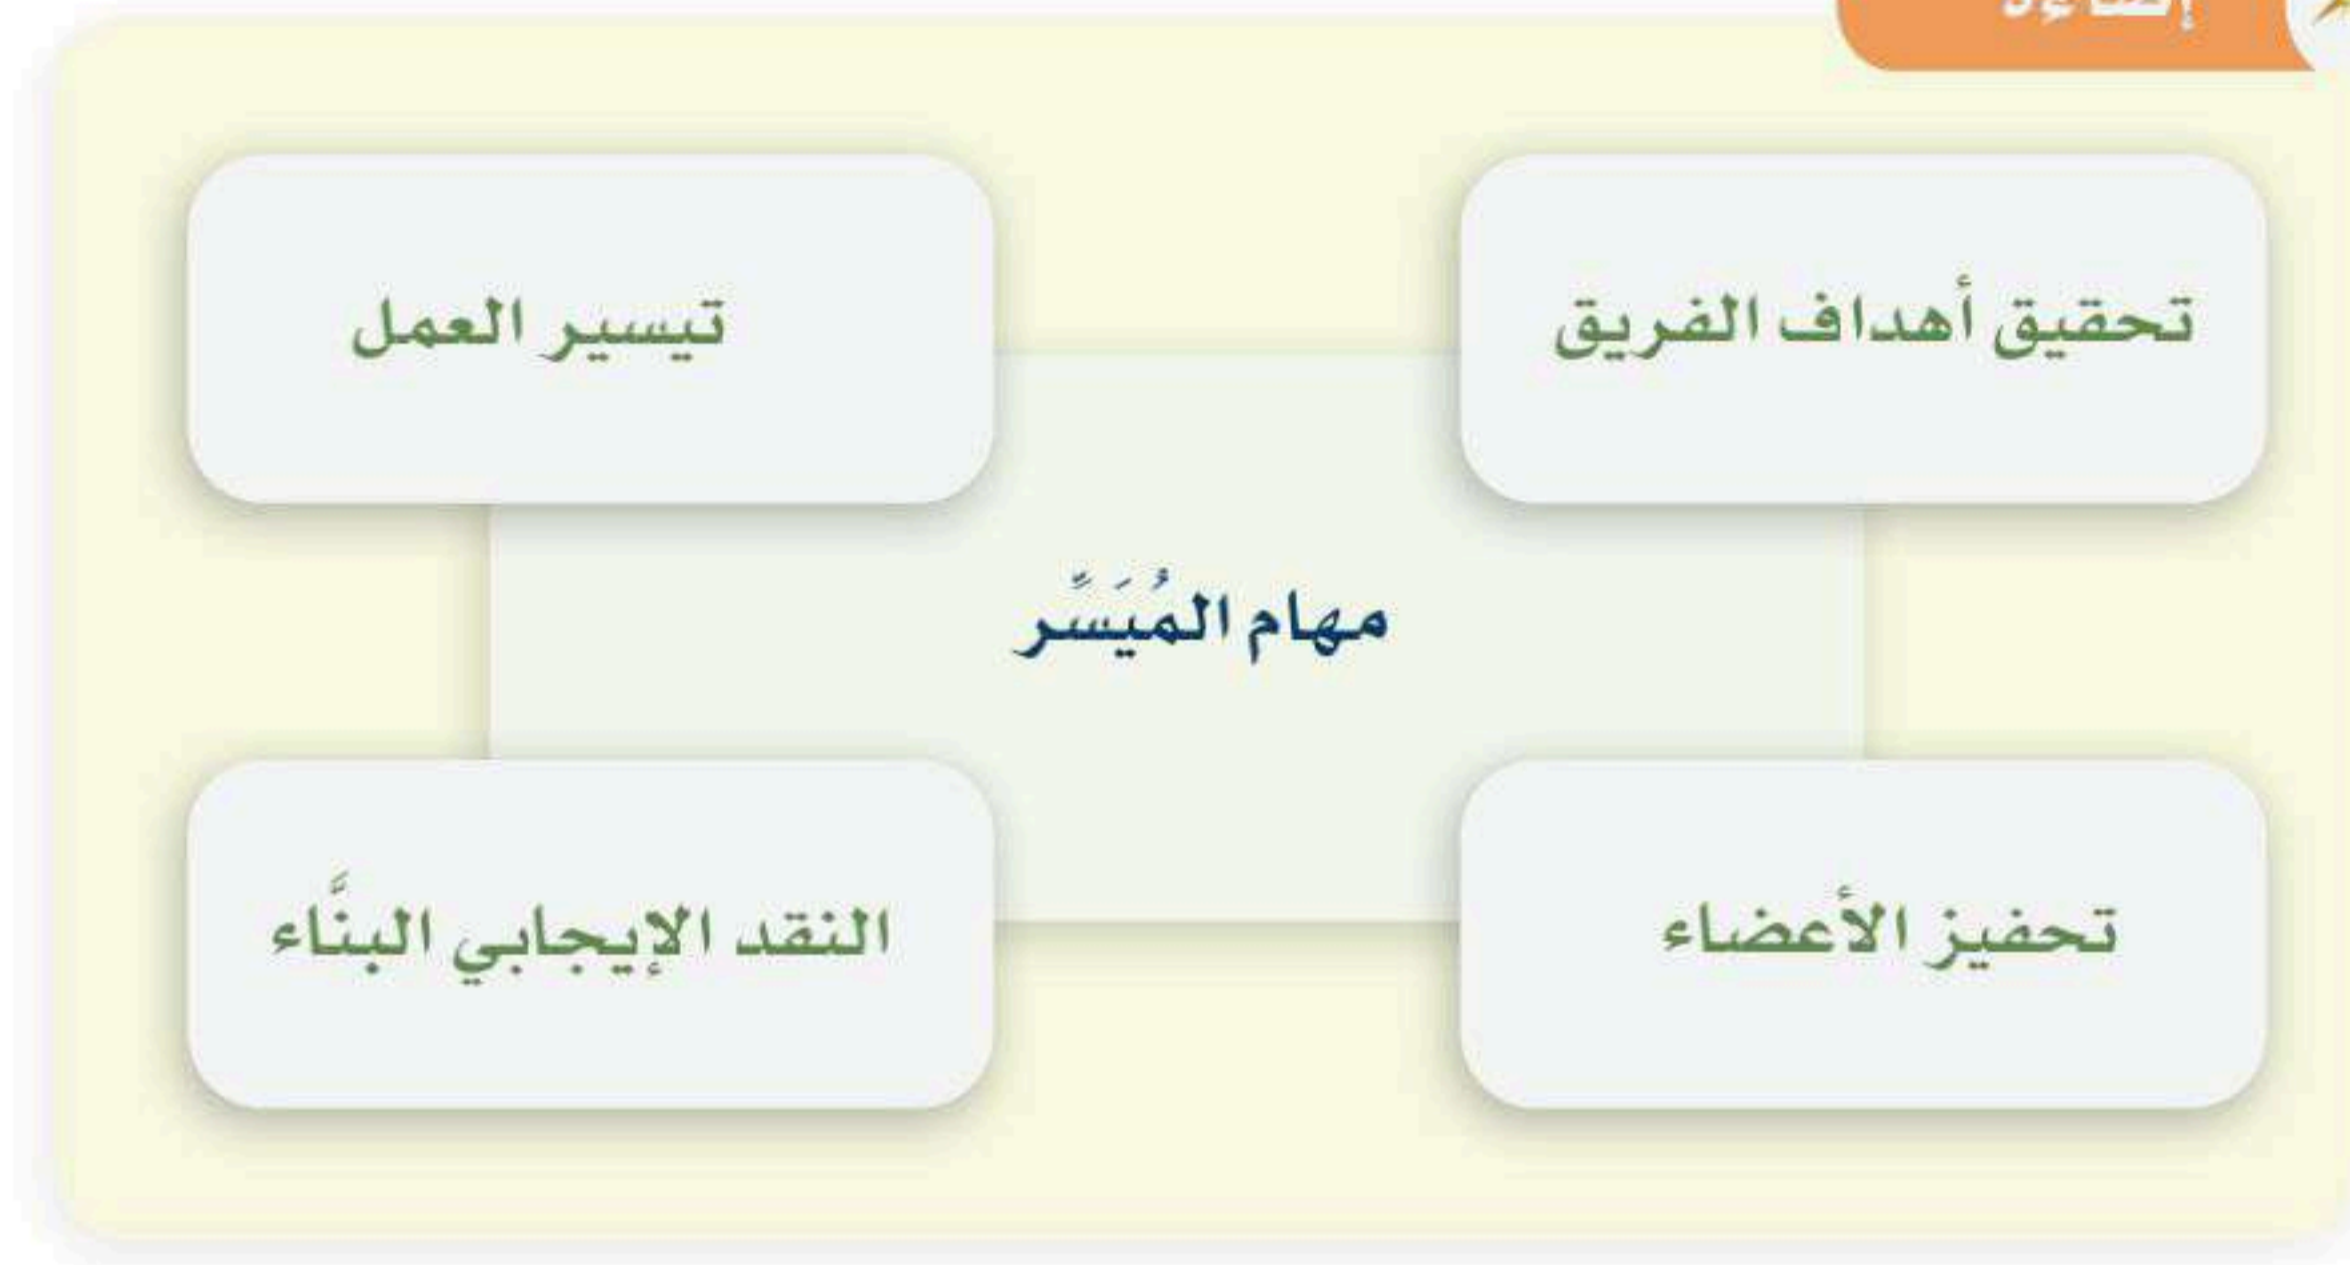 تحقيق أهداف الفريق
تيسير العمل
مهام المُيَسَّر
تحفيز الأعضاء
النقد الإيجابي البنَّاء